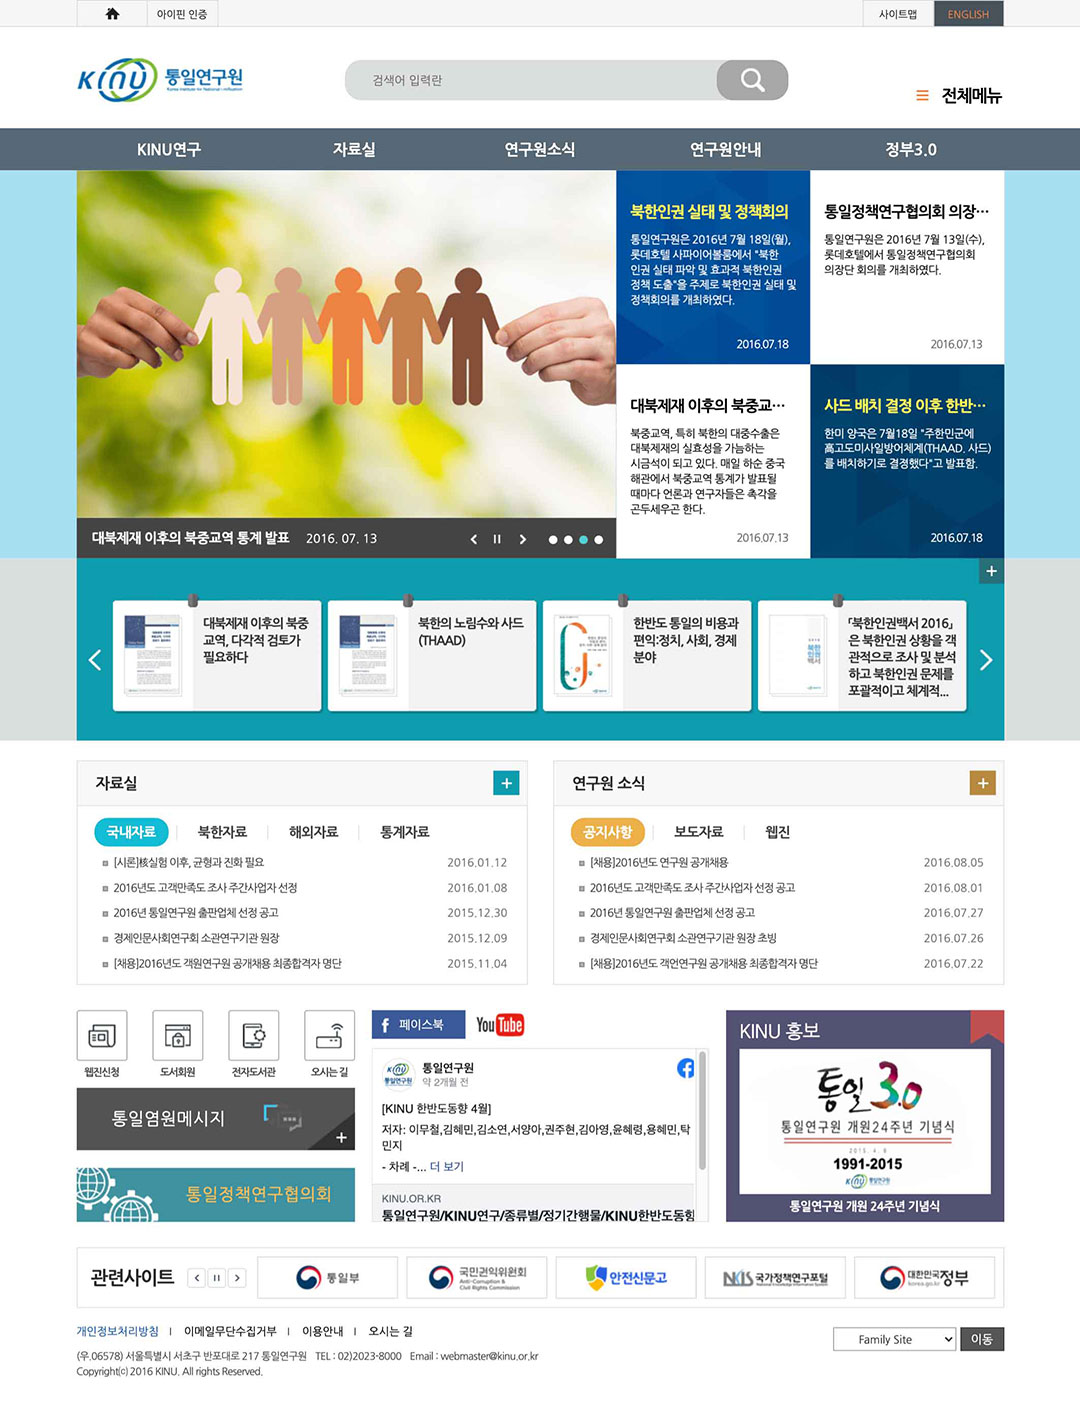 아이핀 인증
사이트맵
ENGLISH
KINU 통일연구원
Korea Institute for National Unification
검색어 입력란
전체메뉴
KINU연구
자료실
연구원소식
연구원안내
정부3.0
북한인권 실태 및 정책회의
통일연구원은 2016년 7월 18일(월),
롯데호텔 사파이어볼룸에서 "북한
인권 실태 파악 및 효과적 북한인권
정책 도출"을 주제로 북한인권 실태 및
정책회의를 개최하였다.
2016.07.18
통일정책연구협의회 의장…
통일연구원은 2016년 7월 13일(수),
롯데호텔에서 통일정책연구협의회
의장단 회의를 개최하였다.
2016.07.13
대북제재 이후의 북중교…
북중교역, 특히 북한의 대중수출은
대북제재의 실효성을 가늠하는
시금석이 되고 있다. 매일 하순 중국
해관에서 북중교역 통계가 발표될
때마다 언론과 연구자들은 촉각을
곤두세우곤 한다.
2016.07.13
사드 배치 결정 이후 한반…
한미 양국은 7월18일 "주한민군에
高고도미사일방어체계(THAAD. 사드)
를 배치하기로 결정했다"고 발표함.
2016.07.18
대북제재 이후의 북중교역 통계 발표 2016. 07. 13
대북제재 이후의 북중
교역, 다각적 검토가
필요하다
북한의 노림수와 사드
(THAAD)
한반도 통일의 비용과
편익:정치, 사회, 경제
분야
「북한인권백서 2016」
은 북한인권 상황을 객
관적으로 조사 및 분석
하고 북한인권 문제를
포괄적이고 체계적...
북한
인권
백서
자료실
국내자료
북한자료
해외자료
통계자료
[시론]核실험 이후, 균형과 진화 필요 2016.01.12
2016년도 고객만족도 조사 주간사업자 선정 2016.01.08
2016년 통일연구원 출판업체 선정 공고 2015.12.30
경제인문사회연구회 소관연구기관 원장 2015.12.09
[채용]2016년도 객원연구원 공개채용 최종합격자 명단 2015.11.04
연구원 소식
공지사항
보도자료
웹진
[채용]2016년도 연구원 공개채용 2016.08.05
2016년도 고객만족도 조사 주간사업자 선정 공고 2016.08.01
2016년 통일연구원 출판업체 선정 공고 2016.07.27
경제인문사회연구회 소관연구기관 원장 초빙 2016.07.26
[채용]2016년도 객언연구원 공개채용 최종합격자 명단 2016.07.22
웹진신청
도서회원
전자도서관
오시는 길
통일염원메시지
통일정책연구협의회
페이스북
YouTube
KINU
통일연구원
통일연구원
약 2개월 전
[KINU 한반도동향 4월]
저자: 이무철,김혜민,김소연,서양아,권주현,김아영,윤혜령,용혜민,탁
민지
- 차례 -... 더 보기
KINU.OR.KR
통일연구원/KINU연구/종류별/정기간행물/KINU한반도동향
KINU 홍보
통일3.0
통일연구원 개원24주년 기념식
2015. 4. 8
1991-2015
KINU 통일연구원
통일연구원 개원 24주년 기념식
관련사이트
통일부
국민권익위원회
Anti-Corruption &
Civil Rights Commission
안전신문고
NKIS 국가정책연구포털
National Knowledge Information System
대한민국정부
korea.go.kr
개인정보처리방침 | 이메일무단수집거부 | 이용안내 | 오시는 길
Family Site
이동
(우.06578) 서울특별시 서초구 반포대로 217 통일연구원 TEL : 02)2023-8000 Email : webmaster@kinu.or.kr
Copyright(c) 2016 KINU. All rights Reserved.